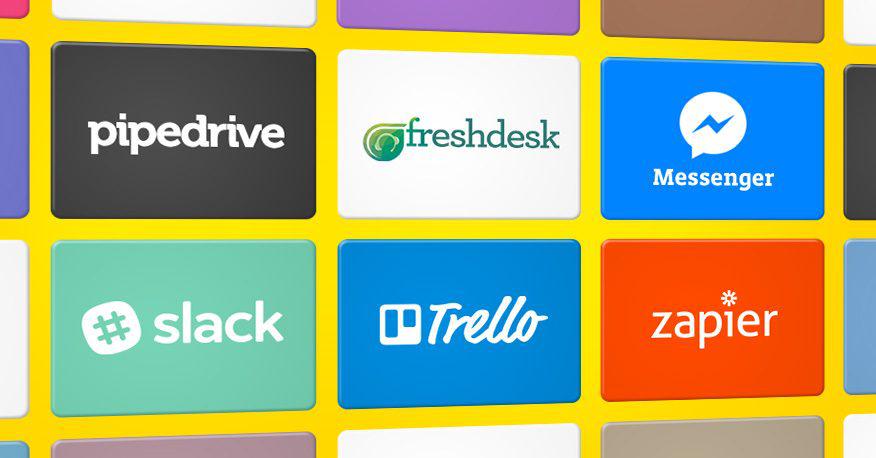 pipedrive
freshdesk
Messenger
slack
Trello
zapier